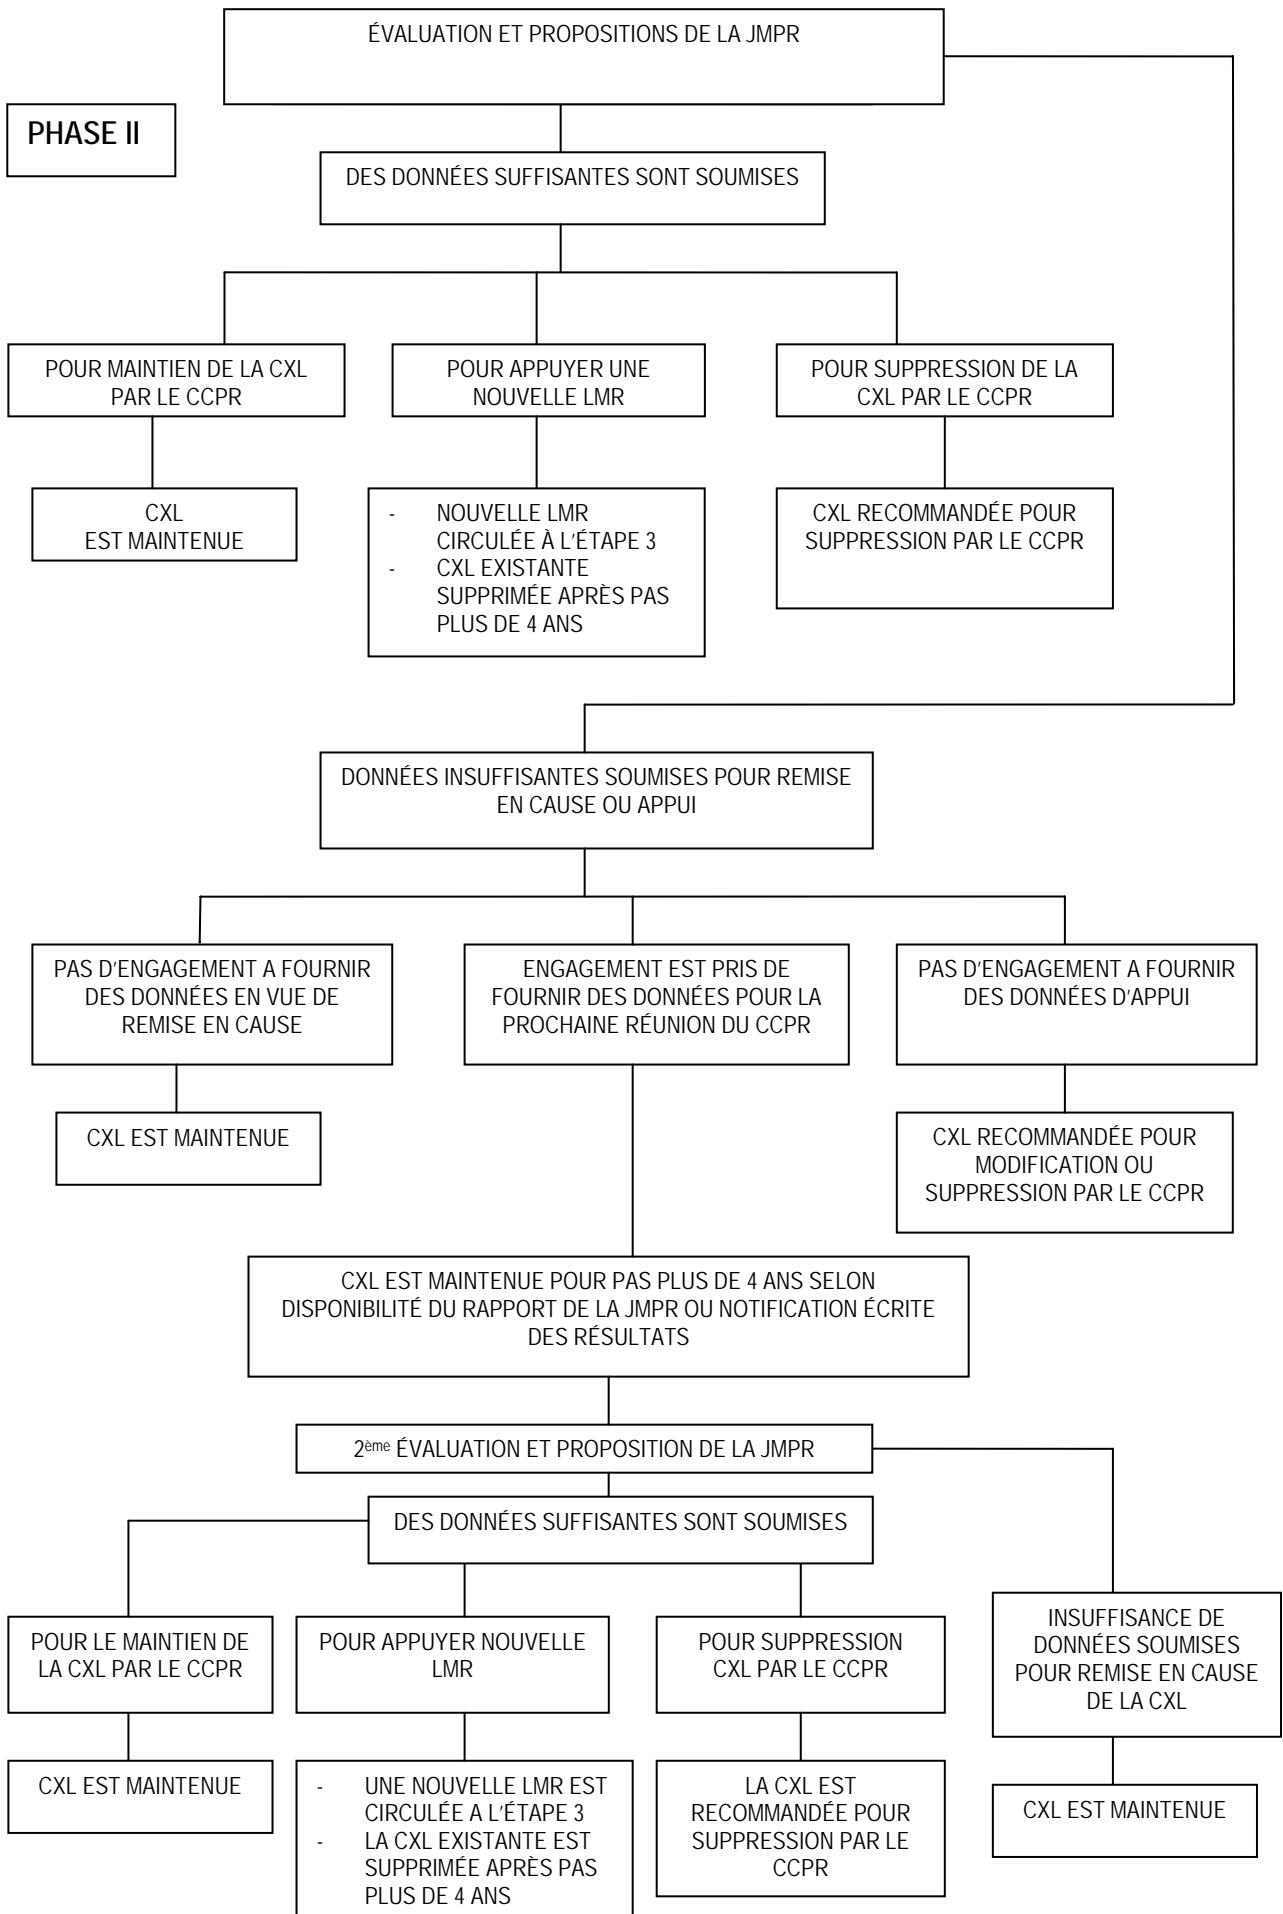 ÉVALUATION ET PROPOSITIONS DE LA JMPR
PHASE II
DES DONNÉES SUFFISANTES SONT SOUMISES
POUR MAINTIEN DE LA CXL
PAR LE CCPR
POUR APPUYER UNE
NOUVELLE LMR
POUR SUPPRESSION DE LA
CXL PAR LE CCPR
CXL
EST MAINTENUE
- NOUVELLE LMR
CIRCULÉE À L'ÉTAPE 3
- CXL EXISTANTE
SUPPRIMÉE APRÈS PAS
PLUS DE 4 ANS
CXL RECOMMANDÉE POUR
SUPPRESSION PAR LE CCPR
DONNÉES INSUFFISANTES SOUMISES POUR REMISE
EN CAUSE OU APPUI
PAS D'ENGAGEMENT A FOURNIR
DES DONNÉES EN VUE DE
REMISE EN CAUSE
ENGAGEMENT EST PRIS DE
FOURNIR DES DONNÉES POUR LA
PROCHAINE RÉUNION DU CCPR
PAS D'ENGAGEMENT A FOURNIR
DES DONNÉES D'APPUI
CXL EST MAINTENUE
CXL RECOMMANDÉE POUR
MODIFICATION OU
SUPPRESSION PAR LE CCPR
CXL EST MAINTENUE POUR PAS PLUS DE 4 ANS SELON
DISPONIBILITÉ DU RAPPORT DE LA JMPR OU NOTIFICATION ÉCRITE
DES RÉSULTATS
2ème ÉVALUATION ET PROPOSITION DE LA JMPR
DES DONNÉES SUFFISANTES SONT SOUMISES
POUR LE MAINTIEN DE
LA CXL PAR LE CCPR
POUR APPUYER NOUVELLE
LMR
POUR SUPPRESSION
CXL PAR LE CCPR
INSUFFISANCE DE
DONNÉES SOUMISES
POUR REMISE EN CAUSE
DE LA CXL
CXL EST MAINTENUE
- UNE NOUVELLE LMR EST
CIRCULÉE A L'ÉTAPE 3
- LA CXL EXISTANTE EST
SUPPRIMÉE APRÈS PAS
PLUS DE 4 ANS
LA CXL EST
RECOMMANDÉE POUR
SUPPRESSION PAR LE
CCPR
CXL EST MAINTENUE